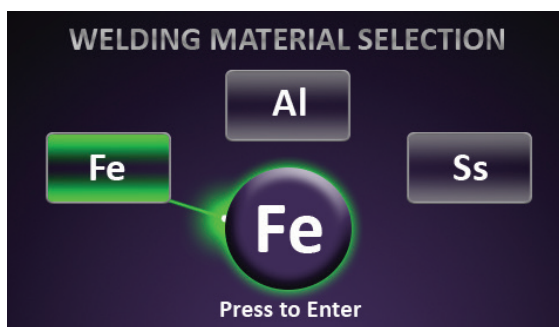 WELDING MATERIAL SELECTION
Al
Fe
Ss
Fe
Press to Enter